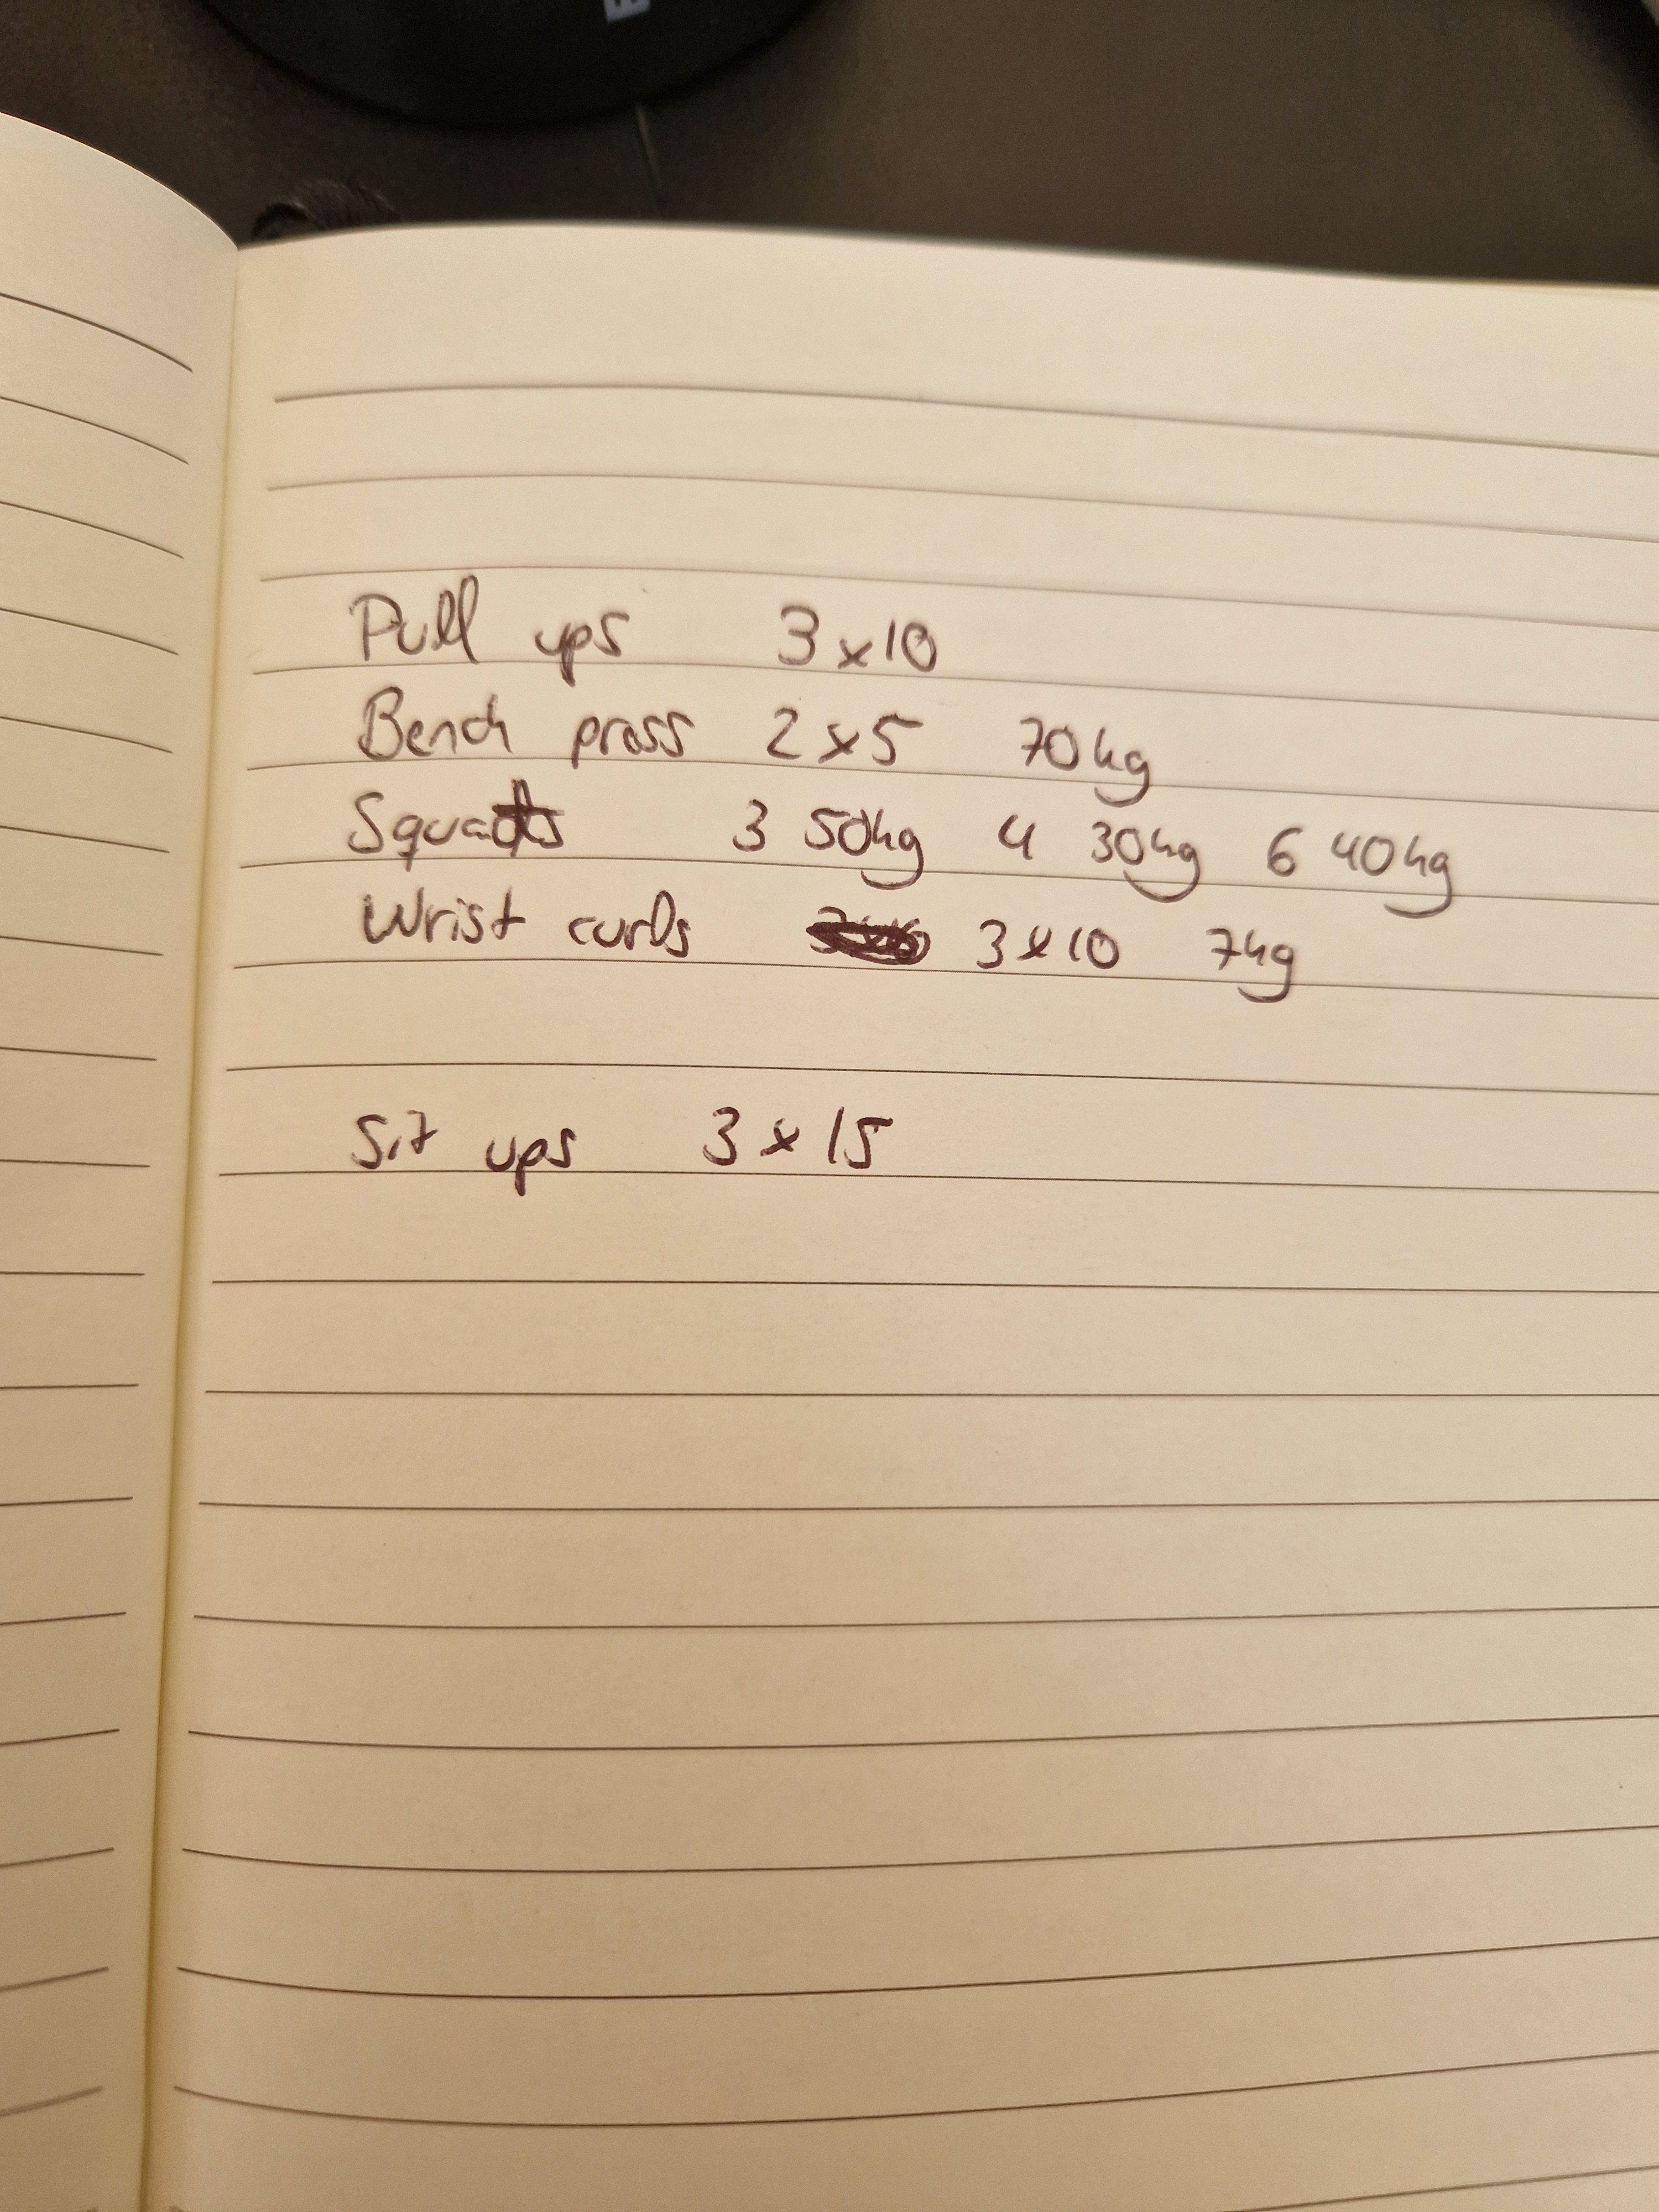 Pull ups 3x10
Bench press 2x5 70kg
Squats 3 50kg 4 30kg 6 40kg
Wrist curls 3x10 7kg
Sit ups 3x15